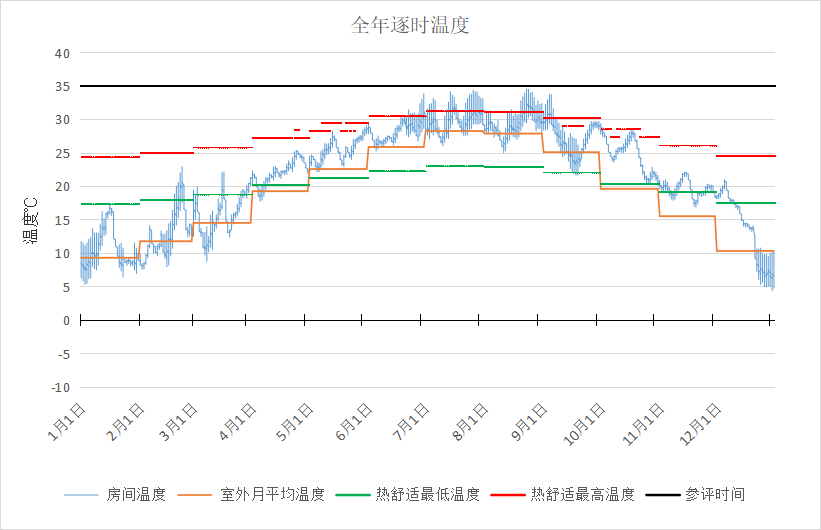 全年逐时温度
40
35
30
25
20
15
10
5
0
-5
-10
温度℃
1月1日
2月1日
3月1日
4月1日
5月1日
6月1日
7月1日
8月1日
9月1日
10月1日
11月1日
12月1日
房间温度 室外月平均温度 热舒适最低温度 热舒适最高温度 参评时间